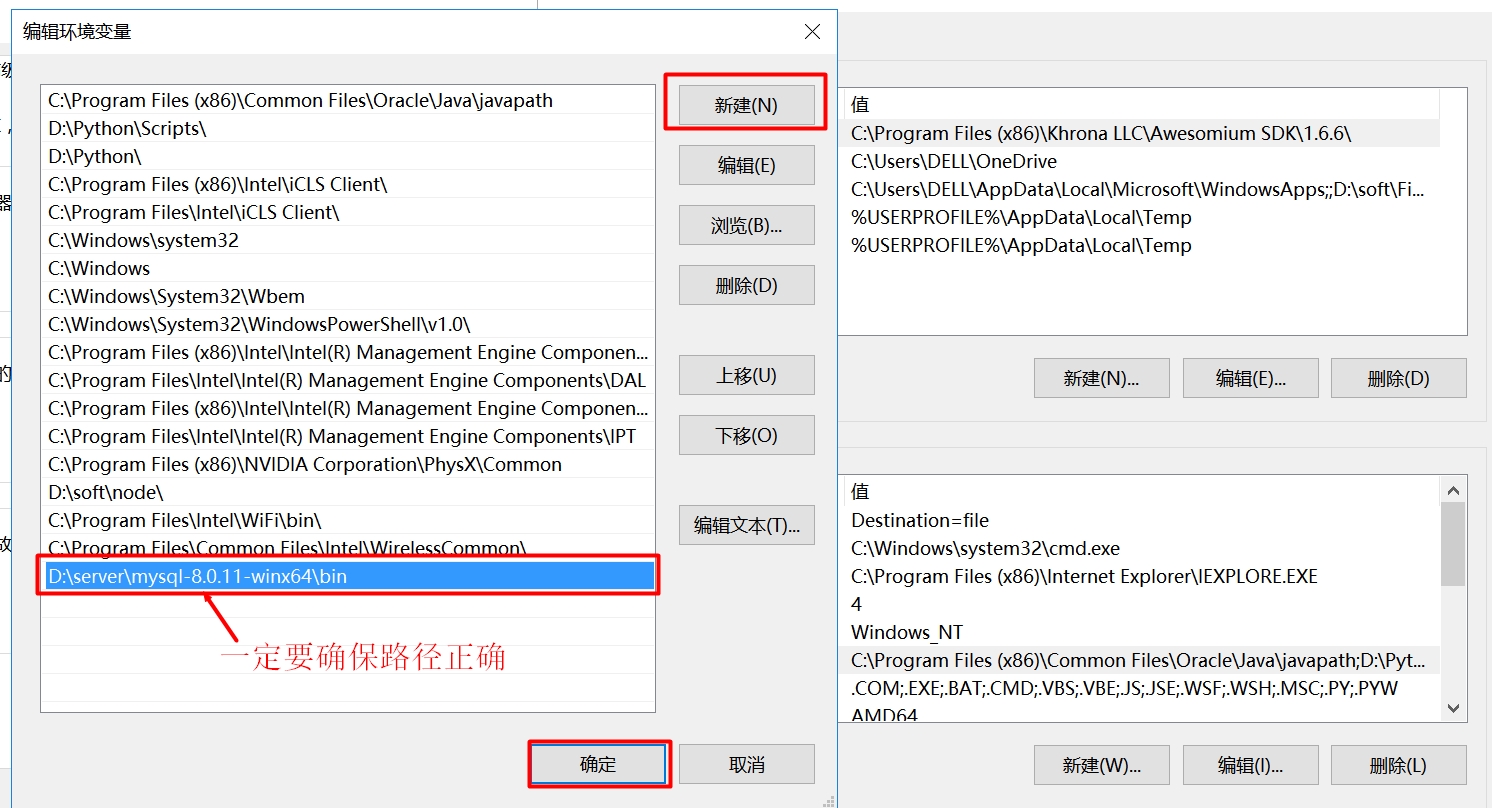 编辑环境变量
C:\Program Files (x86)\Common Files\Oracle\Java\javapath
D:\Python\Scripts\
D:\Python\
C:\Program Files (x86)\Intel\iCLS Client\
C:\Program Files\Intel\iCLS Client\
C:\Windows\system32
C:\Windows
C:\Windows\System32\Wbem
C:\Windows\System32\WindowsPowerShell\v1.0\
C:\Program Files (x86)\Intel\Intel(R) Management Engine Componen...
C:\Program Files\Intel\Intel(R) Management Engine Components\DAL
C:\Program Files (x86)\Intel\Intel(R) Management Engine Componen...
C:\Program Files\Intel\Intel(R) Management Engine Components\IPT
C:\Program Files (x86)\NVIDIA Corporation\PhysX\Common
D:\soft\node\
C:\Program Files\Intel\WiFi\bin\
C:\Program Files\Common Files\Intel\WirelessCommon\
D:\server\mysql-8.0.11-winx64\bin
一定要确保路径正确
新建(N)
编辑(E)
浏览(B)...
删除(D)
上移(U)
下移(O)
编辑文本(T)...
确定
取消
值
C:\Program Files (x86)\Khrona LLC\Awesomium SDK\1.6.6\
C:\Users\DELL\OneDrive
C:\Users\DELL\AppData\Local\Microsoft\WindowsApps;;D:\soft\Fi...
%USERPROFILE%\AppData\Local\Temp
%USERPROFILE%\AppData\Local\Temp
新建(N)...
编辑(E)...
删除(D)
值
Destination=file
C:\Windows\system32\cmd.exe
C:\Program Files (x86)\Internet Explorer\IEXPLORE.EXE
4
Windows_NT
C:\Program Files (x86)\Common Files\Oracle\Java\javapath;D:\Pyt...
.COM;.EXE;.BAT;.CMD;.VBS;.VBE;.JS;.JSE;.WSF;.WSH;.MSC;.PY;.PYW
AMD64
新建(W)...
编辑(I)...
删除(L)